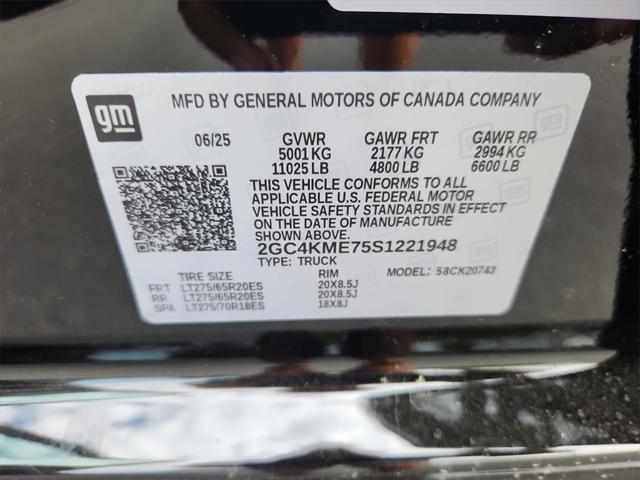 gm
MFD BY GENERAL MOTORS OF CANADA COMPANY
06/25 GVWR GAWR FRT GAWR RR
5001 KG 2177 KG 2994 KG
11025 LB 4800 LB 6600 LB
THIS VEHICLE CONFORMS TO ALL
APPLICABLE U.S. FEDERAL MOTOR
VEHICLE SAFETY STANDARDS IN EFFECT
ON THE DATE OF MANUFACTURE
SHOWN ABOVE.
2GC4KME75S1221948
TYPE: TRUCK MODEL: 58CK20743
TIRE SIZE RIM
FRT LT275/65R20ES 20X8.5J
RR LT275/65R20ES 20X8.5J
SPA LT275/70R18ES 18X8J